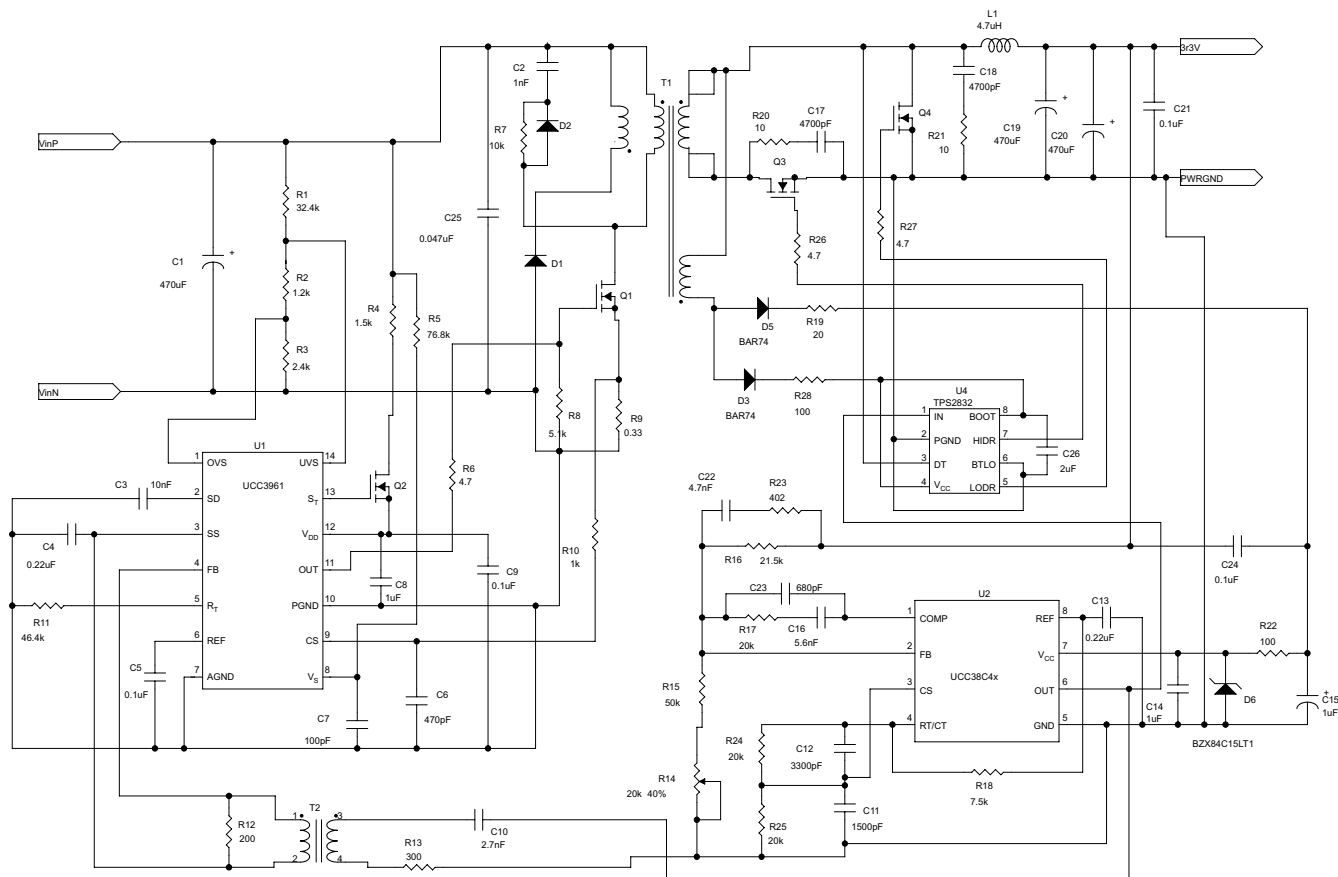 L1
4.7uH
3r3V
C2
1nF
T1
C18
4700pF
R20
10
C17
4700pF
Q4
R21
10
C19
470uF
C20
470uF
C21
0.1uF
R7
10k
D2
VinP
Q3
PWRGND
R1
32.4k
C25
0.047uF
R26
4.7
R27
4.7
C1
470uF
R2
1.2k
R4
1.5k
R5
76.8k
D1
Q1
D5
BAR74
R19
20
R3
2.4k
VinN
D3
BAR74
R28
100
U4
TPS2832
1 IN BOOT 8
2 PGND HIDR 7
3 DT BTLO 6
4 VCC LODR 5
C26
2uF
R8
5.1k
R9
0.33
U1
UCC3961
1 OVS UVS 14
2 SD ST 13
3 SS VDD 12
4 FB OUT 11
5 RT PGND 10
6 REF CS 9
7 AGND VS 8
C3
10nF
Q2
R6
4.7
C22
4.7nF
R23
402
C4
0.22uF
R10
1k
R16
21.5k
C24
0.1uF
C8
1uF
C9
0.1uF
C23
680pF
R11
46.4k
R17
20k
C16
5.6nF
U2
UCC38C4x
1 COMP REF 8
2 FB VCC 7
3 CS OUT 6
4 RT/CT GND 5
C13
0.22uF
R22
100
C5
0.1uF
C7
100pF
C6
470pF
R15
50k
C14
1uF
D6
BZX84C15LT1
C15
1uF
R24
20k
C12
3300pF
R14
20k 40%
R18
7.5k
R25
20k
C11
1500pF
R12
200
T2
1
2
3
4
C10
2.7nF
R13
300